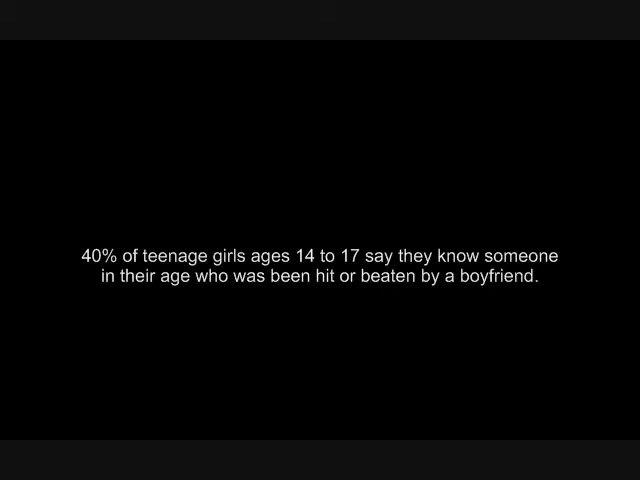 40% of teenage girls ages 14 to 17 say they know someone
in their age who was been hit or beaten by a boyfriend.